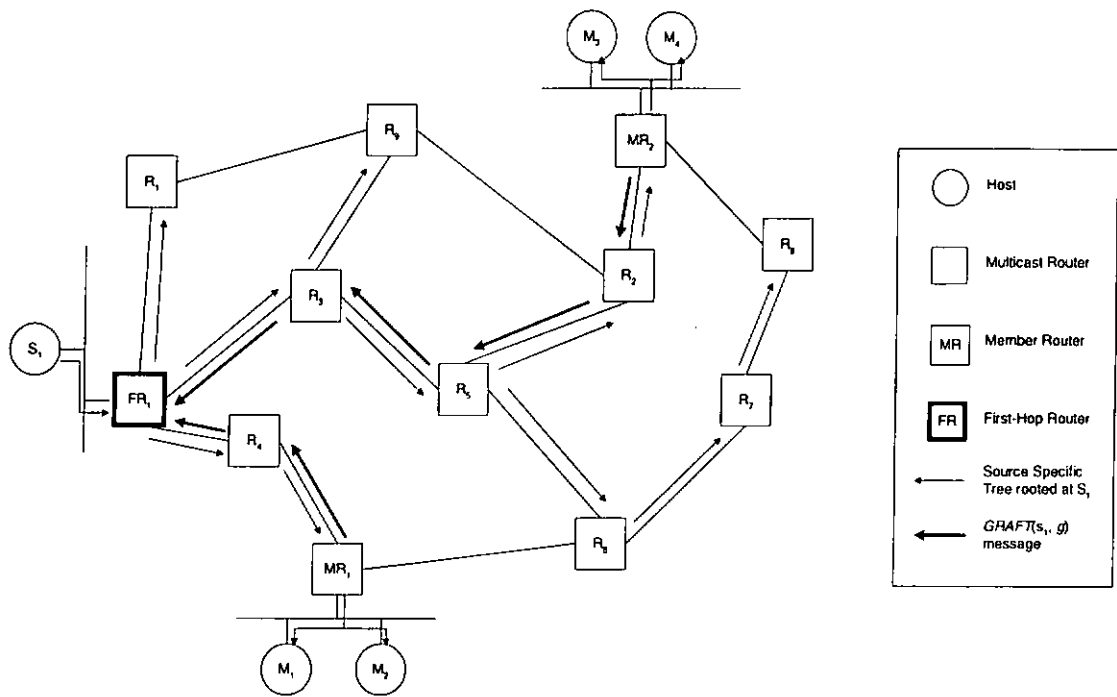 M₃
M₄
R₉
MR₂
R₁
R₈
R₂
R₃
S₁
FR₁
R₅
R₇
R₄
R₆
MR₁
M₁
M₂
Host
Multicast Router
MR
Member Router
FR
First-Hop Router
Source Specific
Tree rooted at S₁
GRAFT(s₁, g)
message